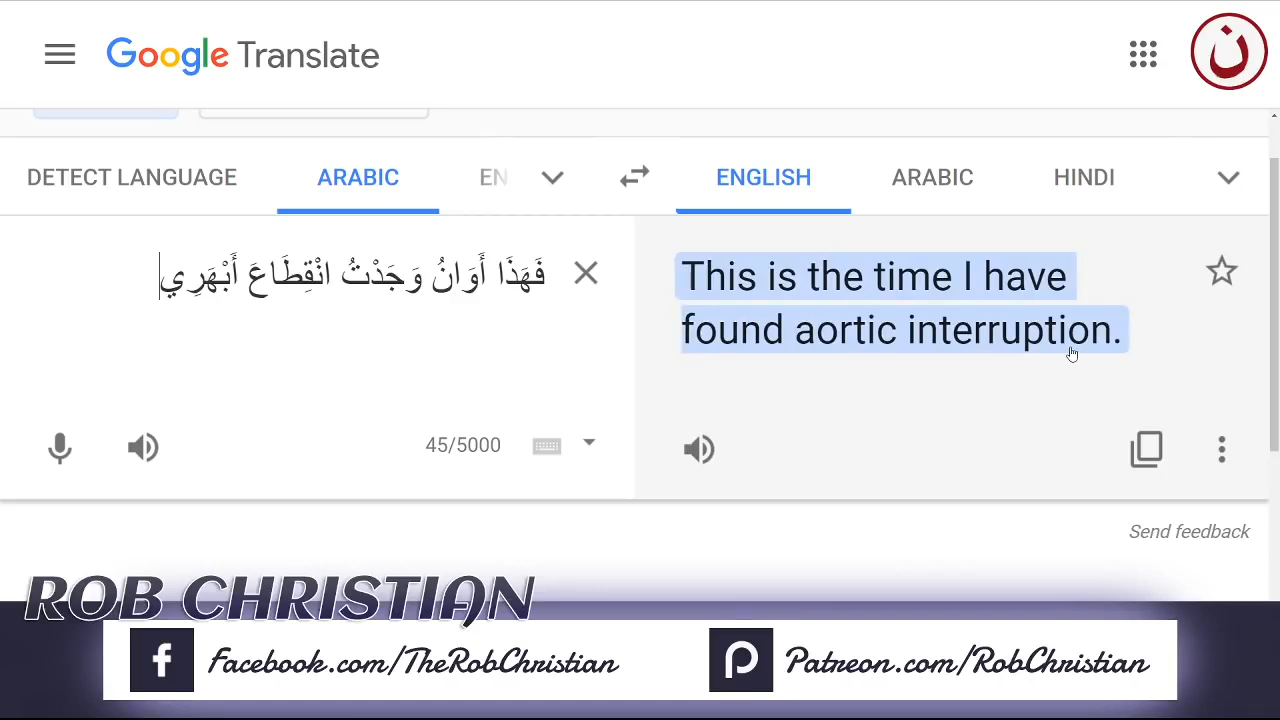 Google Translate
ن
DETECT LANGUAGE
ARABIC
EN
ENGLISH
ARABIC
HINDI
فَهَذَا أَوَانُ وَجَدْتُ انْقِطَاعَ أَبْهَرِي
This is the time I have
found aortic interruption.
45/5000
Send feedback
ROB CHRISTIAN
Facebook.com/TheRobChristian
Patreon.com/RobChristian